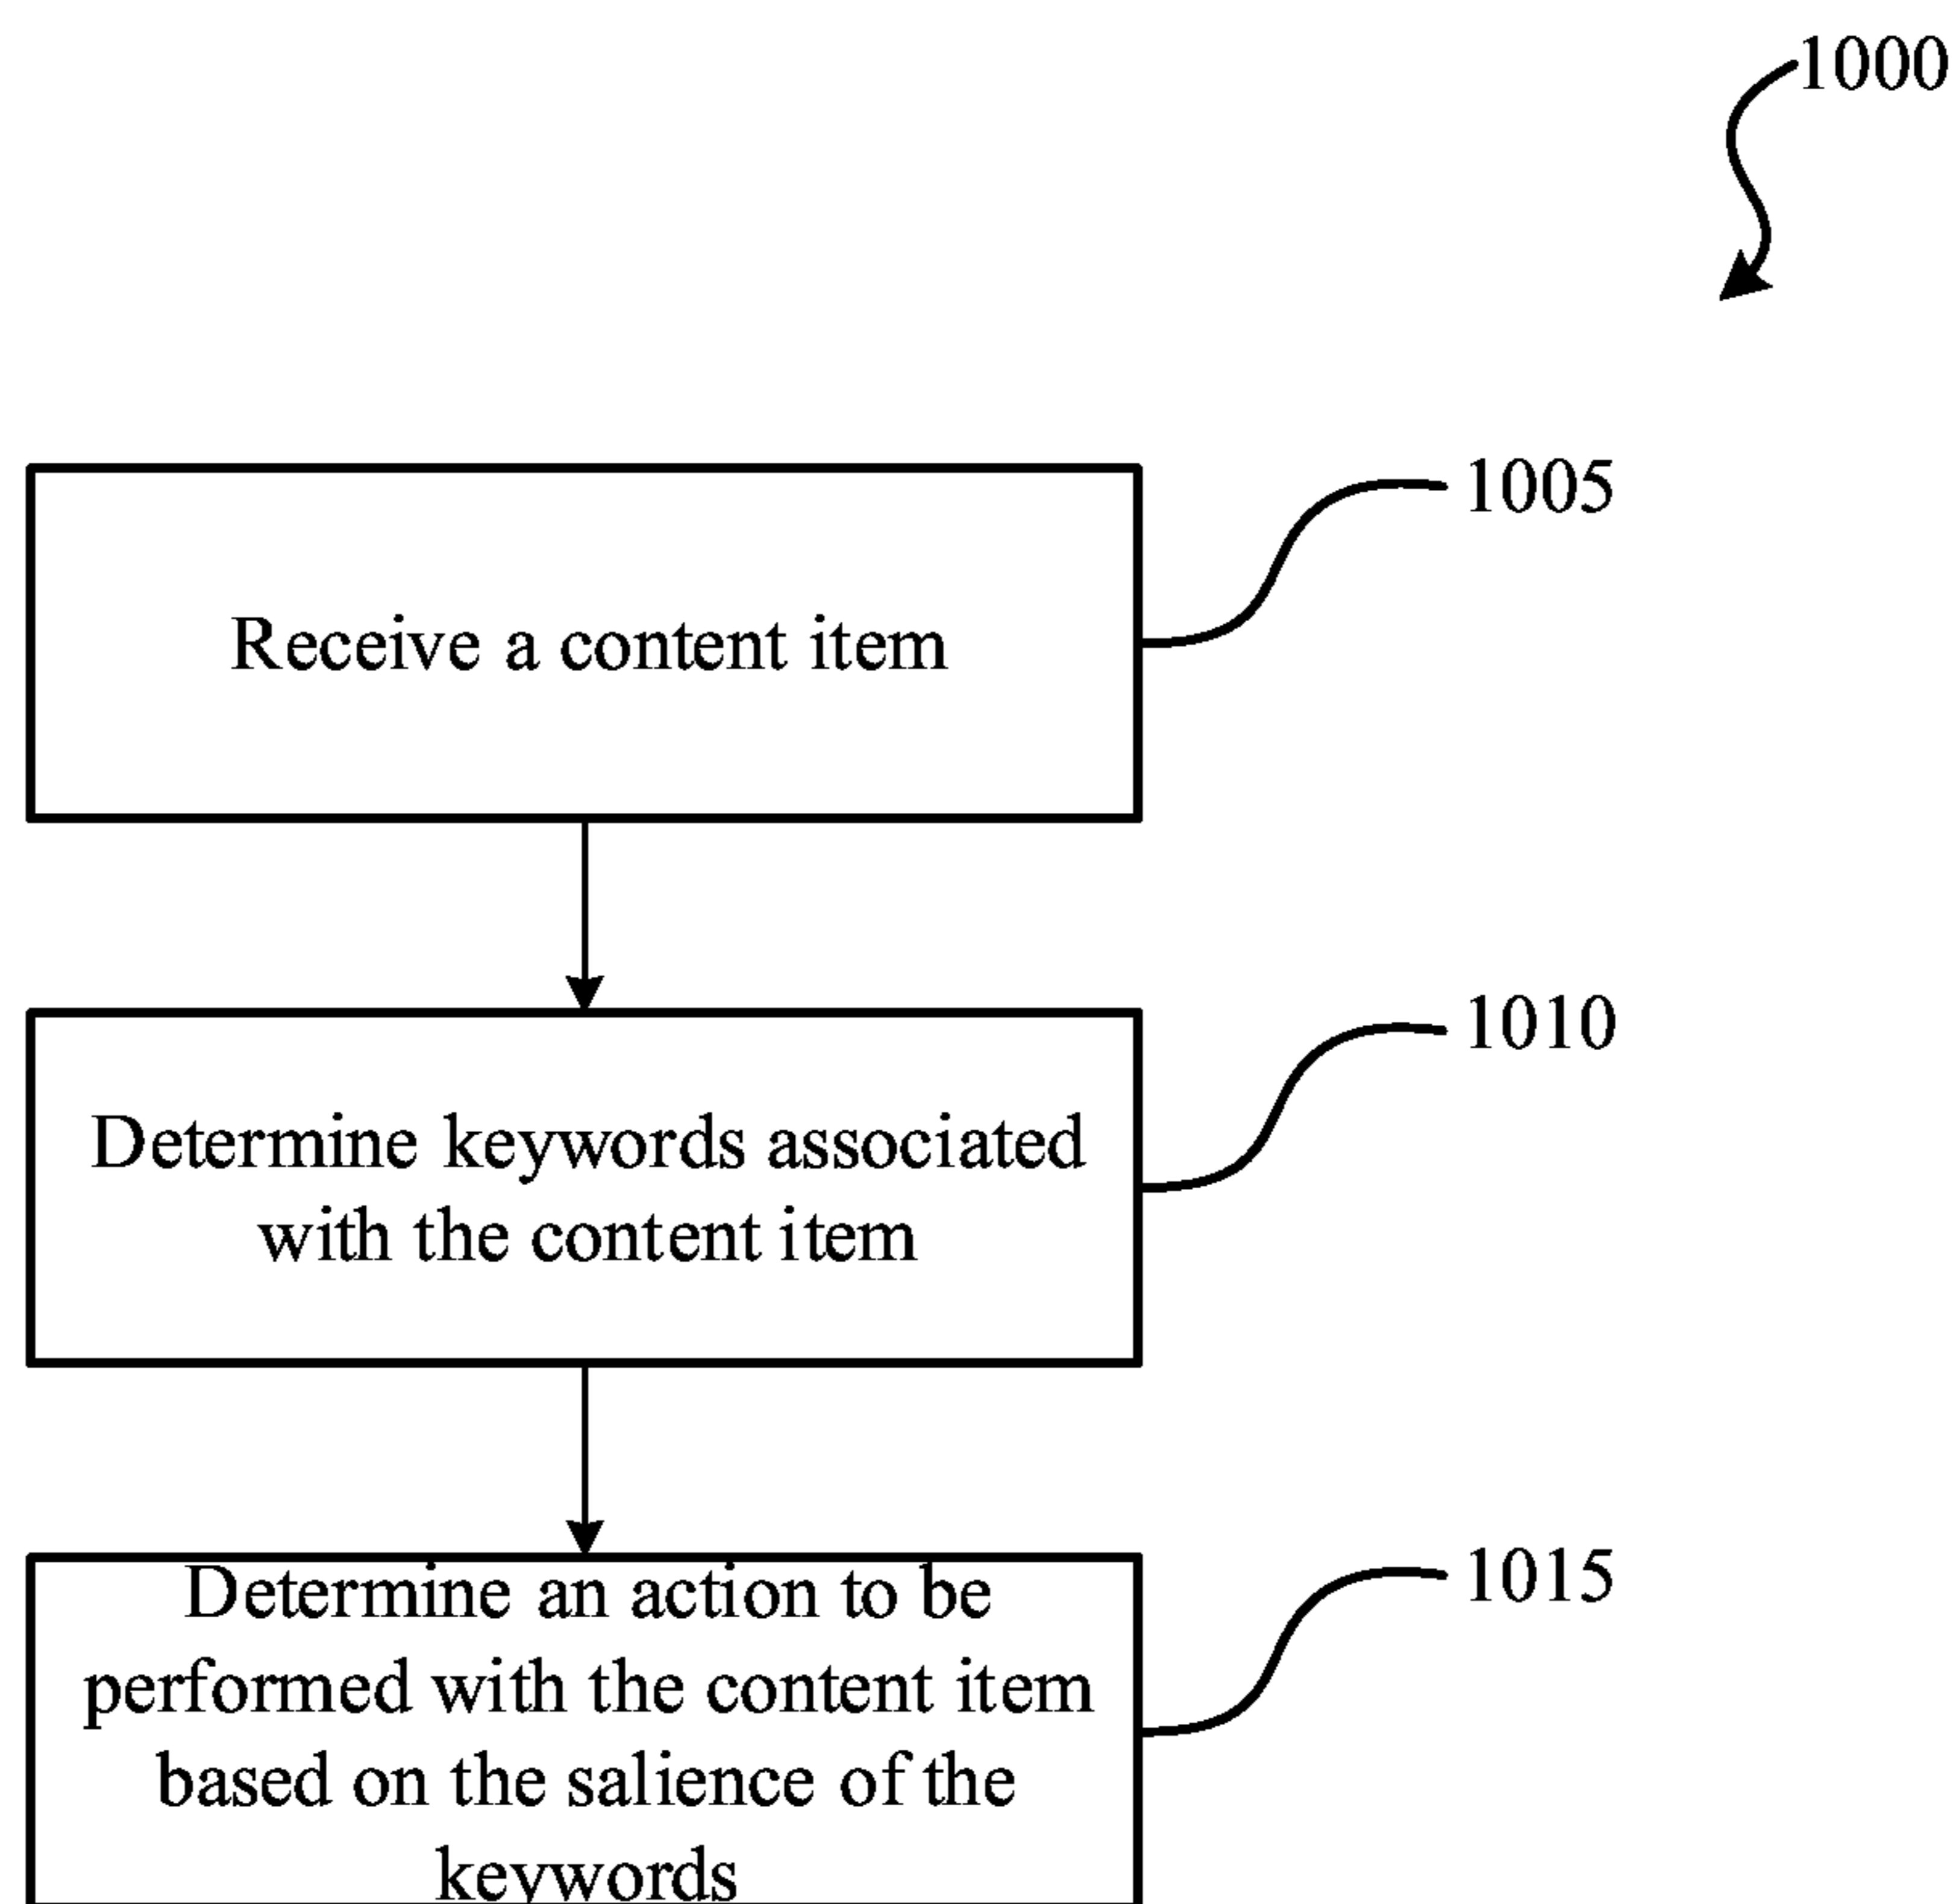 1000
1005
Receive a content item
1010
Determine keywords associated
with the content item
1015
Determine an action to be
performed with the content item
based on the salience of the
keywords